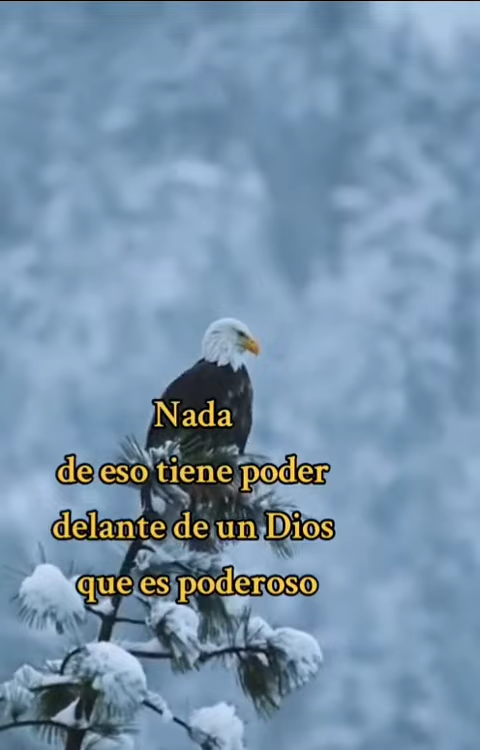 Nada
de eso tiene poder
delante de un Dios
que es poderoso